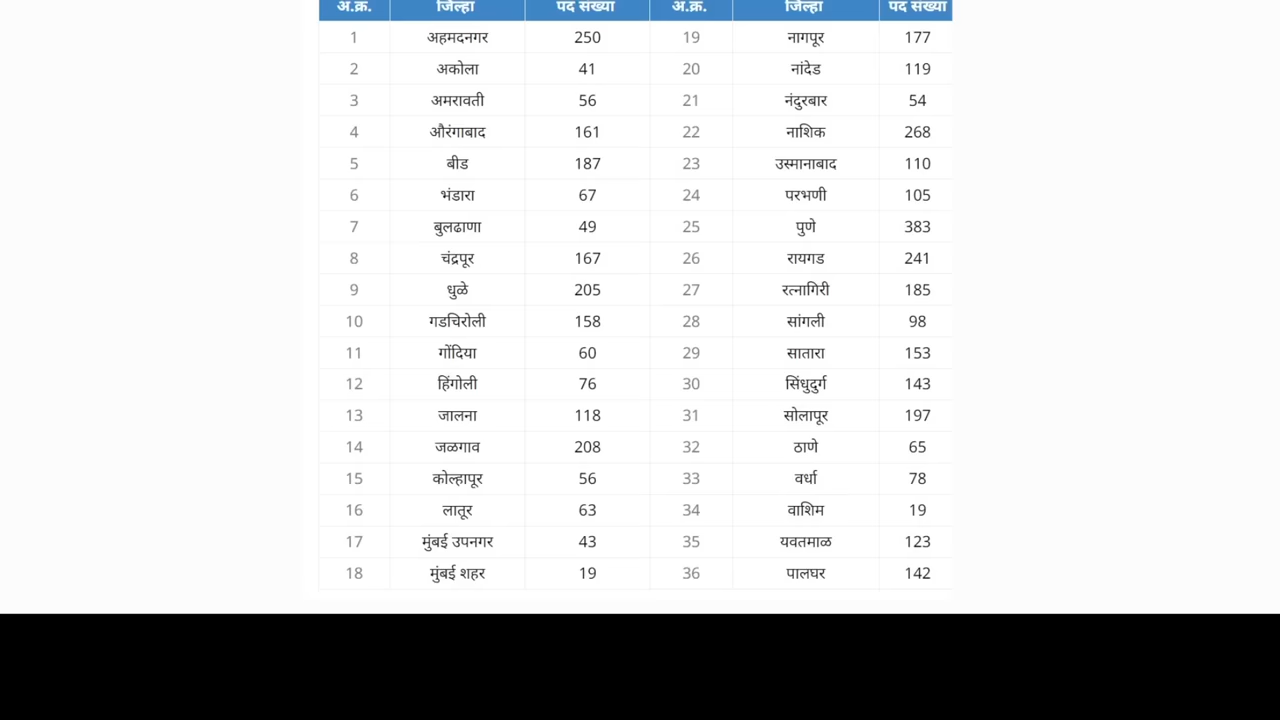 अ.क्र. जिल्हा पद संख्या अ.क्र. जिल्हा पद संख्या
1 अहमदनगर 250 19 नागपूर 177
2 अकोला 41 20 नांदेड 119
3 अमरावती 56 21 नंदुरबार 54
4 औरंगाबाद 161 22 नाशिक 268
5 बीड 187 23 उस्मानाबाद 110
6 भंडारा 67 24 परभणी 105
7 बुलढाणा 49 25 पुणे 383
8 चंद्रपूर 167 26 रायगड 241
9 धुळे 205 27 रत्नागिरी 185
10 गडचिरोली 158 28 सांगली 98
11 गोंदिया 60 29 सातारा 153
12 हिंगोली 76 30 सिंधुदुर्ग 143
13 जालना 118 31 सोलापूर 197
14 जळगाव 208 32 ठाणे 65
15 कोल्हापूर 56 33 वर्धा 78
16 लातूर 63 34 वाशिम 19
17 मुंबई उपनगर 43 35 यवतमाळ 123
18 मुंबई शहर 19 36 पालघर 142